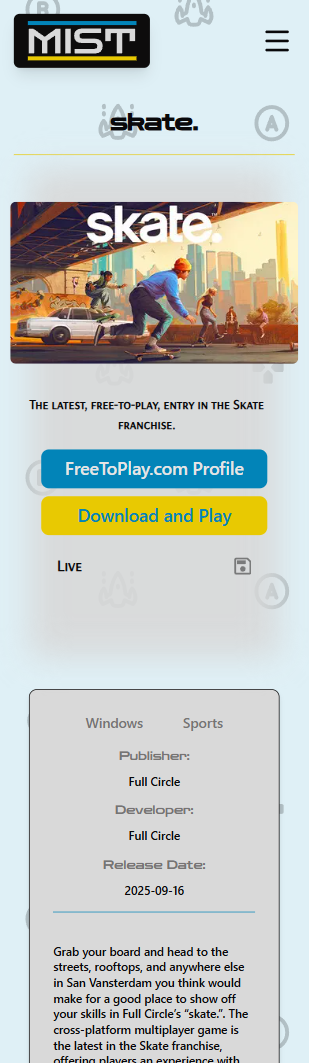 MIST
skate.
A
skate.
The latest, free-to-play, entry in the Skate
franchise.
FreeToPlay.com Profile
Download and Play
Live
A
Windows Sports
Publisher:
Full Circle
Developer:
Full Circle
Release Date:
2025-09-16
Grab your board and head to the
streets, rooftops, and anywhere else
in San Vansterdam you think would
make for a good place to show off
your skills in Full Circle's “skate.”. The
cross-platform multiplayer game is
the latest in the Skate franchise,
offering players an experience with